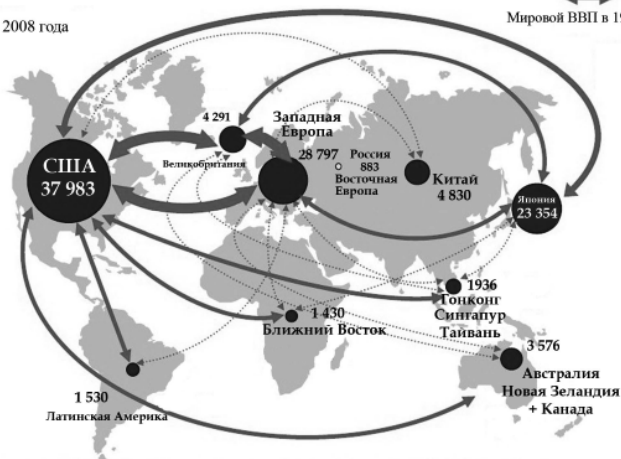 2008 года
Мировой ВВП в 19
4 291
Западная
Европа
Великобритания
28 797
Россия
883
Восточная
Европа
США
37 983
Китай
4 830
Япония
23 354
1936
Гонконг
Сингапур
Тайвань
1 430
Ближний Восток
3 576
Австралия
Новая Зеландия
+ Канада
1 530
Латинская Америка